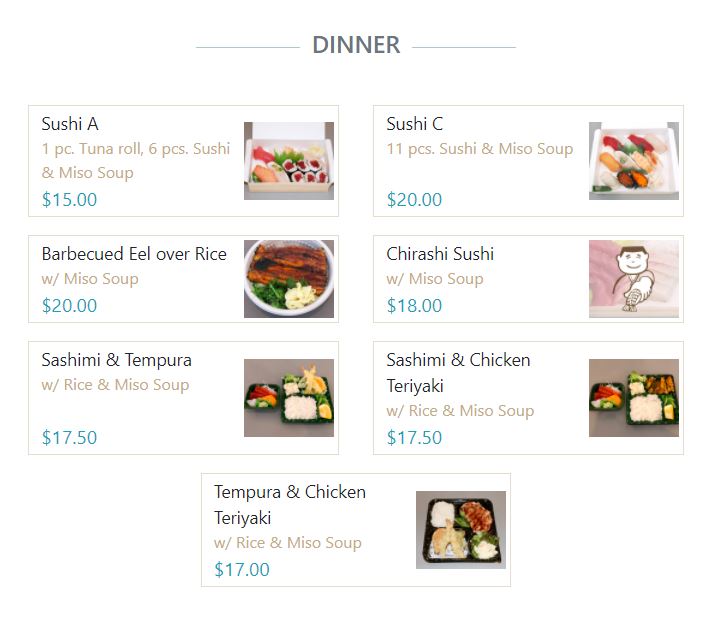 DINNER
Sushi A
1 pc. Tuna roll, 6 pcs. Sushi
& Miso Soup
$15.00
Sushi C
11 pcs. Sushi & Miso Soup
$20.00
Barbecued Eel over Rice
w/ Miso Soup
$20.00
Chirashi Sushi
w/ Miso Soup
$18.00
Sashimi & Tempura
w/ Rice & Miso Soup
$17.50
Sashimi & Chicken
Teriyaki
w/ Rice & Miso Soup
$17.50
Tempura & Chicken
Teriyaki
w/ Rice & Miso Soup
$17.00